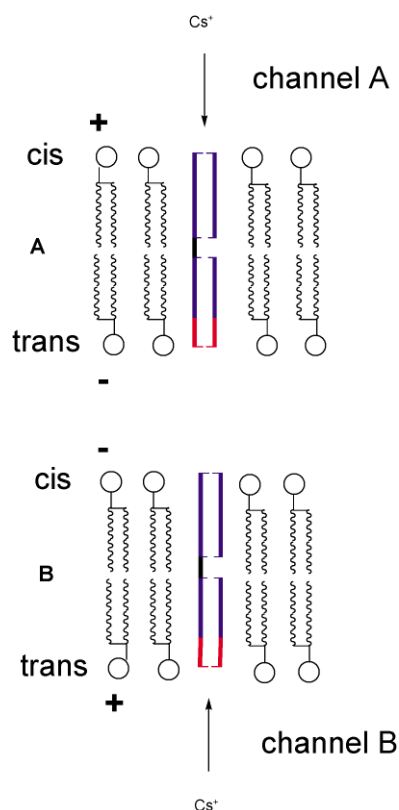 Cs⁺
channel A
+
cis
A
trans
-
-
cis
B
trans
+
channel B
Cs⁺